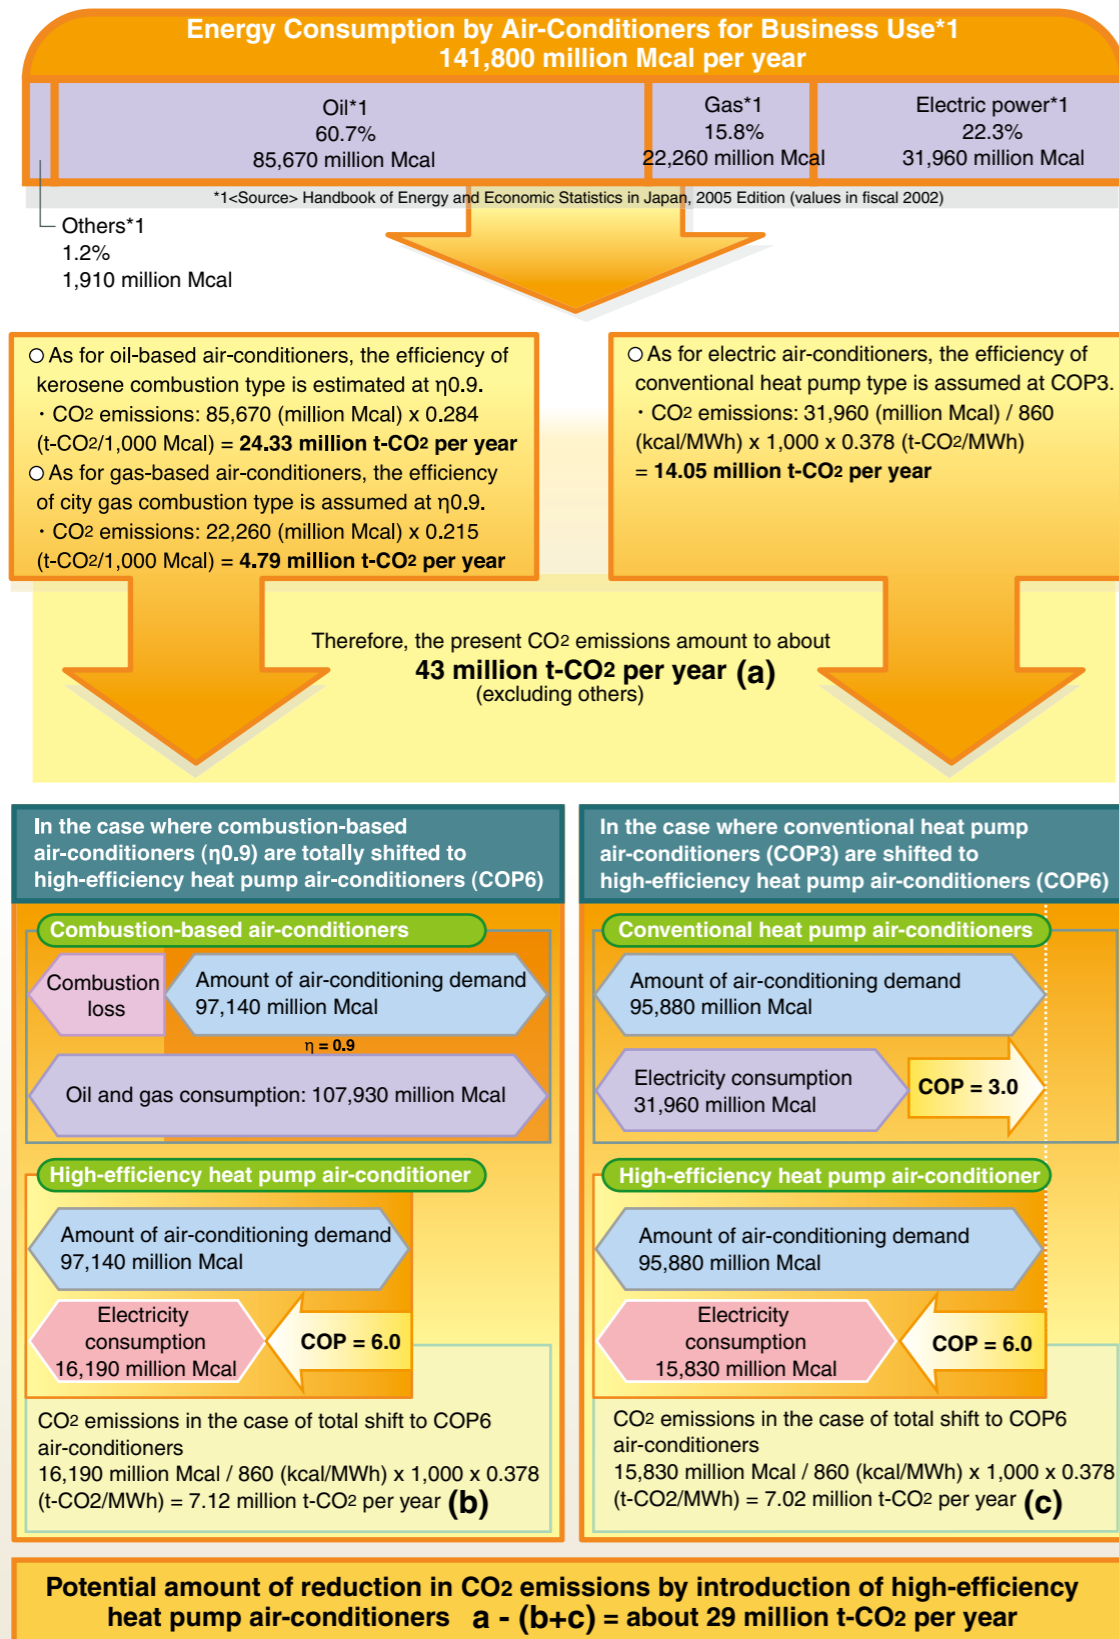 Energy Consumption by Air-Conditioners for Business Use*1
141,800 million Mcal per year
Oil*1
60.7%
85,670 million Mcal
Gas*1
15.8%
22,260 million Mcal
Electric power*1
22.3%
31,960 million Mcal
*1<Source> Handbook of Energy and Economic Statistics in Japan, 2005 Edition (values in fiscal 2002)
Others*1
1.2%
1,910 million Mcal
○ As for oil-based air-conditioners, the efficiency of
kerosene combustion type is estimated at η0.9.
・CO2 emissions: 85,670 (million Mcal) x 0.284
(t-CO2/1,000 Mcal) = 24.33 million t-CO2 per year
○ As for gas-based air-conditioners, the efficiency
of city gas combustion type is assumed at η0.9.
・CO2 emissions: 22,260 (million Mcal) x 0.215
(t-CO2/1,000 Mcal) = 4.79 million t-CO2 per year
○ As for electric air-conditioners, the efficiency of
conventional heat pump type is assumed at COP3.
・CO2 emissions: 31,960 (million Mcal) / 860
(kcal/MWh) x 1,000 x 0.378 (t-CO2/MWh)
= 14.05 million t-CO2 per year
Therefore, the present CO2 emissions amount to about
43 million t-CO2 per year (a)
(excluding others)
In the case where combustion-based
air-conditioners (η0.9) are totally shifted to
high-efficiency heat pump air-conditioners (COP6)
Combustion-based air-conditioners
Combustion
loss
Amount of air-conditioning demand
97,140 million Mcal
η = 0.9
Oil and gas consumption: 107,930 million Mcal
High-efficiency heat pump air-conditioner
Amount of air-conditioning demand
97,140 million Mcal
Electricity
consumption
16,190 million Mcal
COP = 6.0
CO2 emissions in the case of total shift to COP6
air-conditioners
16,190 million Mcal / 860 (kcal/MWh) x 1,000 x 0.378
(t-CO2/MWh) = 7.12 million t-CO2 per year (b)
In the case where conventional heat pump
air-conditioners (COP3) are shifted to
high-efficiency heat pump air-conditioners (COP6)
Conventional heat pump air-conditioners
Amount of air-conditioning demand
95,880 million Mcal
Electricity consumption
31,960 million Mcal
COP = 3.0
High-efficiency heat pump air-conditioner
Amount of air-conditioning demand
95,880 million Mcal
Electricity
consumption
15,830 million Mcal
COP = 6.0
CO2 emissions in the case of total shift to COP6
air-conditioners
15,830 million Mcal / 860 (kcal/MWh) x 1,000 x 0.378
(t-CO2/MWh) = 7.02 million t-CO2 per year (c)
Potential amount of reduction in CO2 emissions by introduction of high-efficiency
heat pump air-conditioners a - (b+c) = about 29 million t-CO2 per year